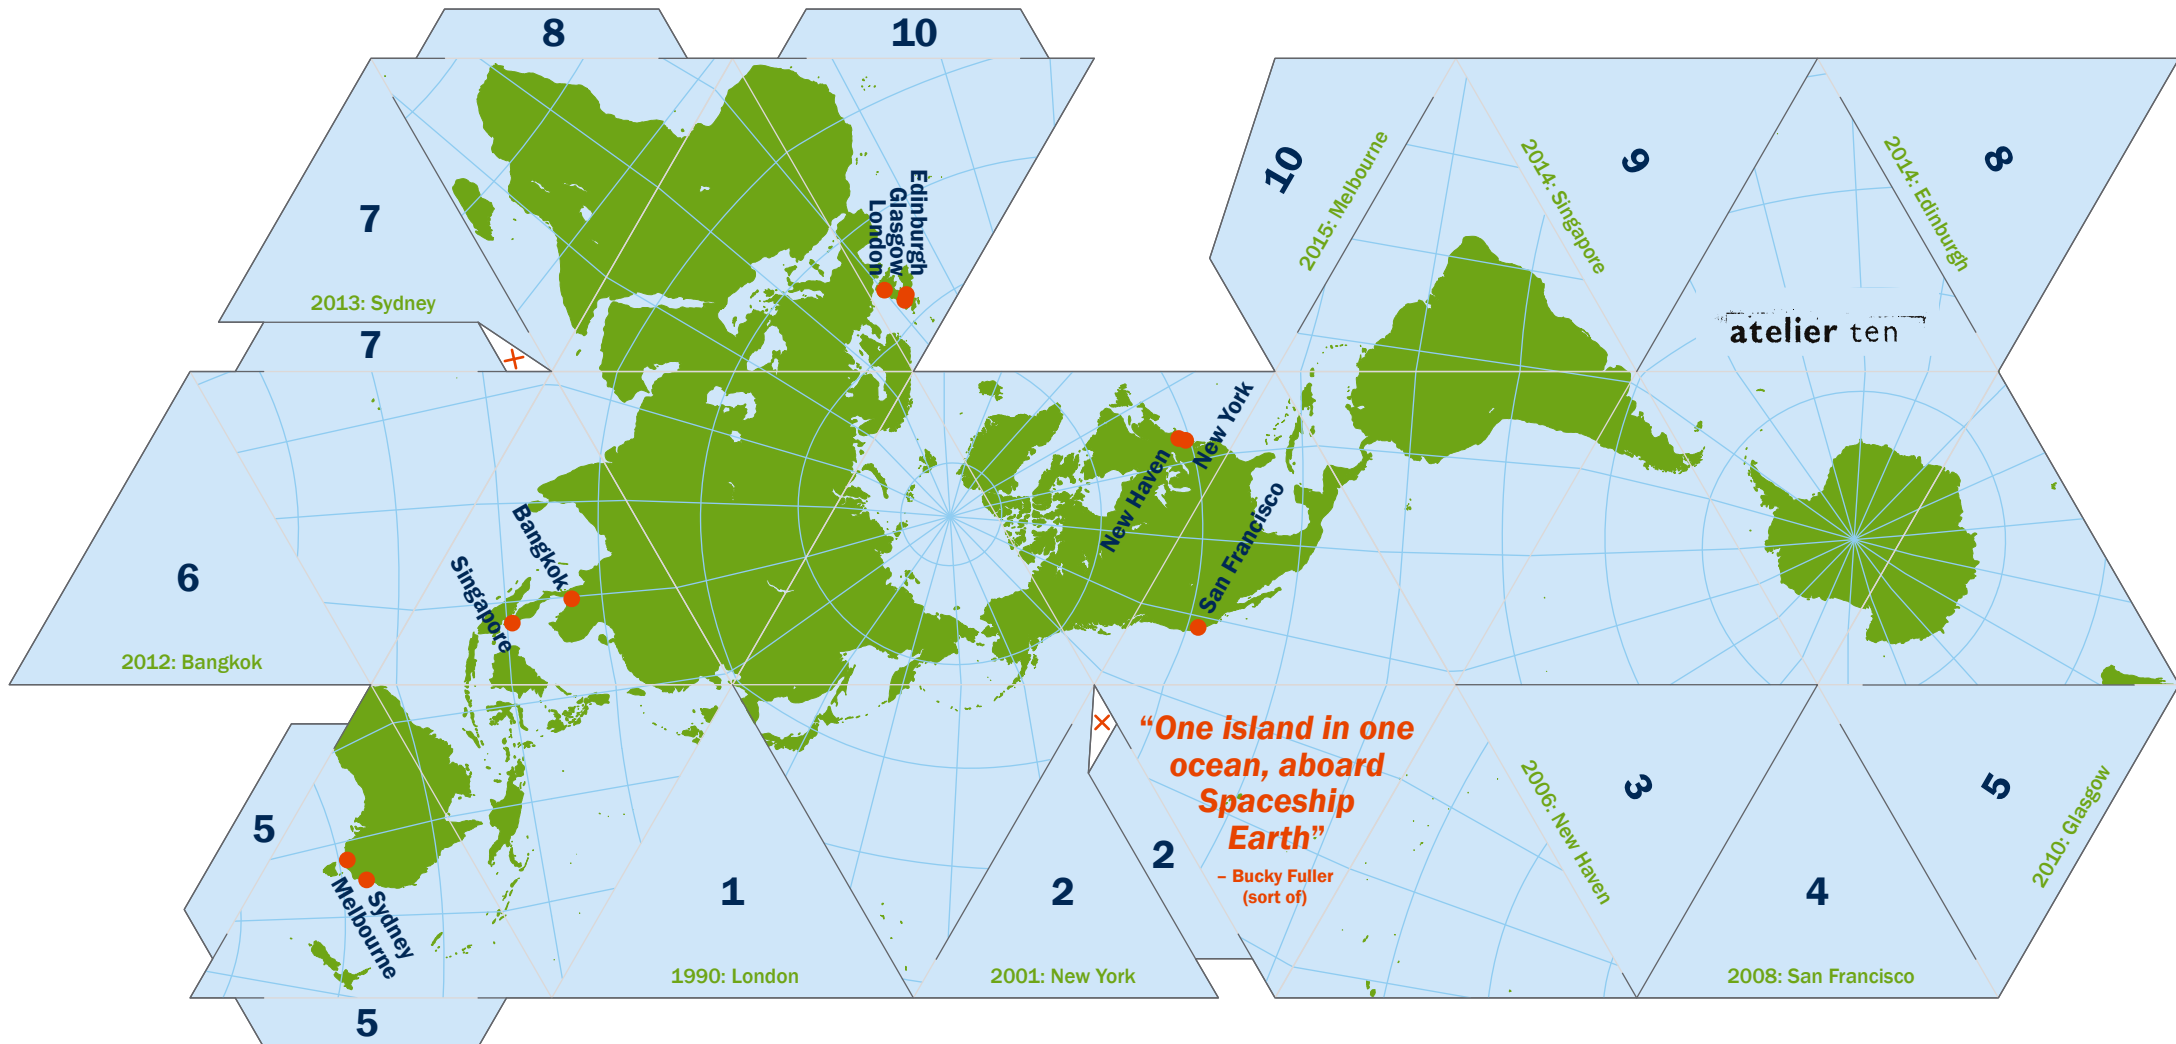 8
10
7
2013: Sydney
7
Edinburgh
Glasgow
London
10
2015: Melbourne
2014: Singapore
9
2014: Edinburgh
8
atelier ten
6
2012: Bangkok
Bangkok
Singapore
New Haven
New York
San Francisco
5
Sydney
Melbourne
5
1
1990: London
2
2001: New York
2
“One island in one
ocean, aboard
Spaceship
Earth”
– Bucky Fuller
(sort of)
2006: New Haven
3
4
2008: San Francisco
5
2010: Glasgow